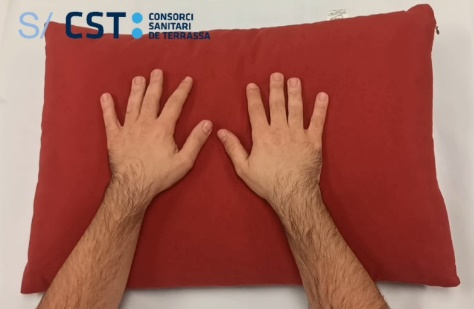 S/ CST:
CONSORCI
SANITARI
DE TERRASSA